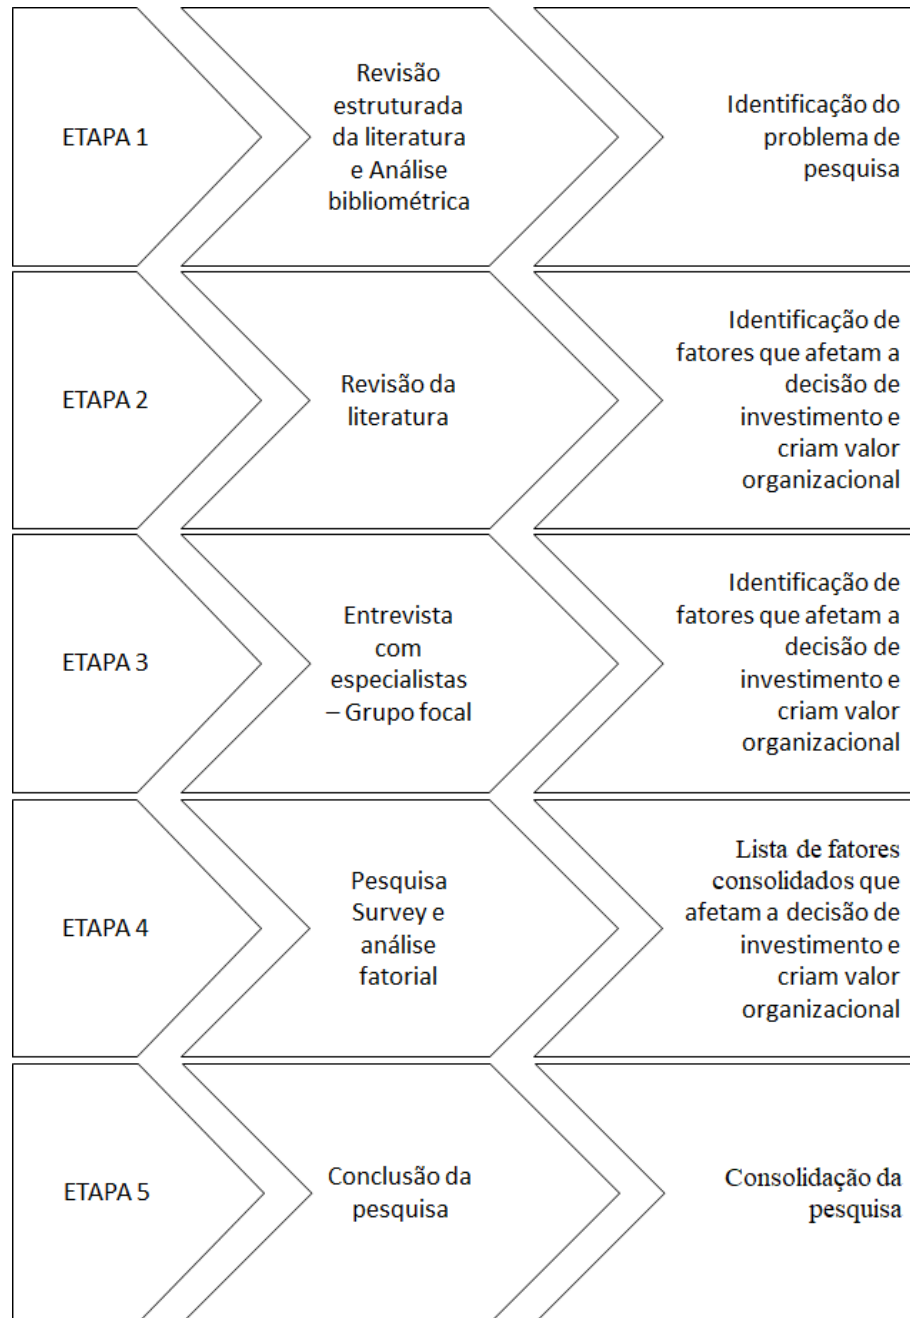 ETAPA 1
Revisão
estruturada
da literatura
e Análise
bibliométrica
Identificação do
problema de
pesquisa
ETAPA 2
Revisão da
literatura
Identificação de
fatores que afetam a
decisão de
investimento e
criam valor
organizacional
ETAPA 3
Entrevista
com
especialistas
– Grupo focal
Identificação de
fatores que afetam a
decisão de
investimento e
criam valor
organizacional
ETAPA 4
Pesquisa
Survey e
análise
fatorial
Lista de fatores
consolidados que
afetam a decisão de
investimento e
criam valor
organizacional
ETAPA 5
Conclusão da
pesquisa
Consolidação da
pesquisa